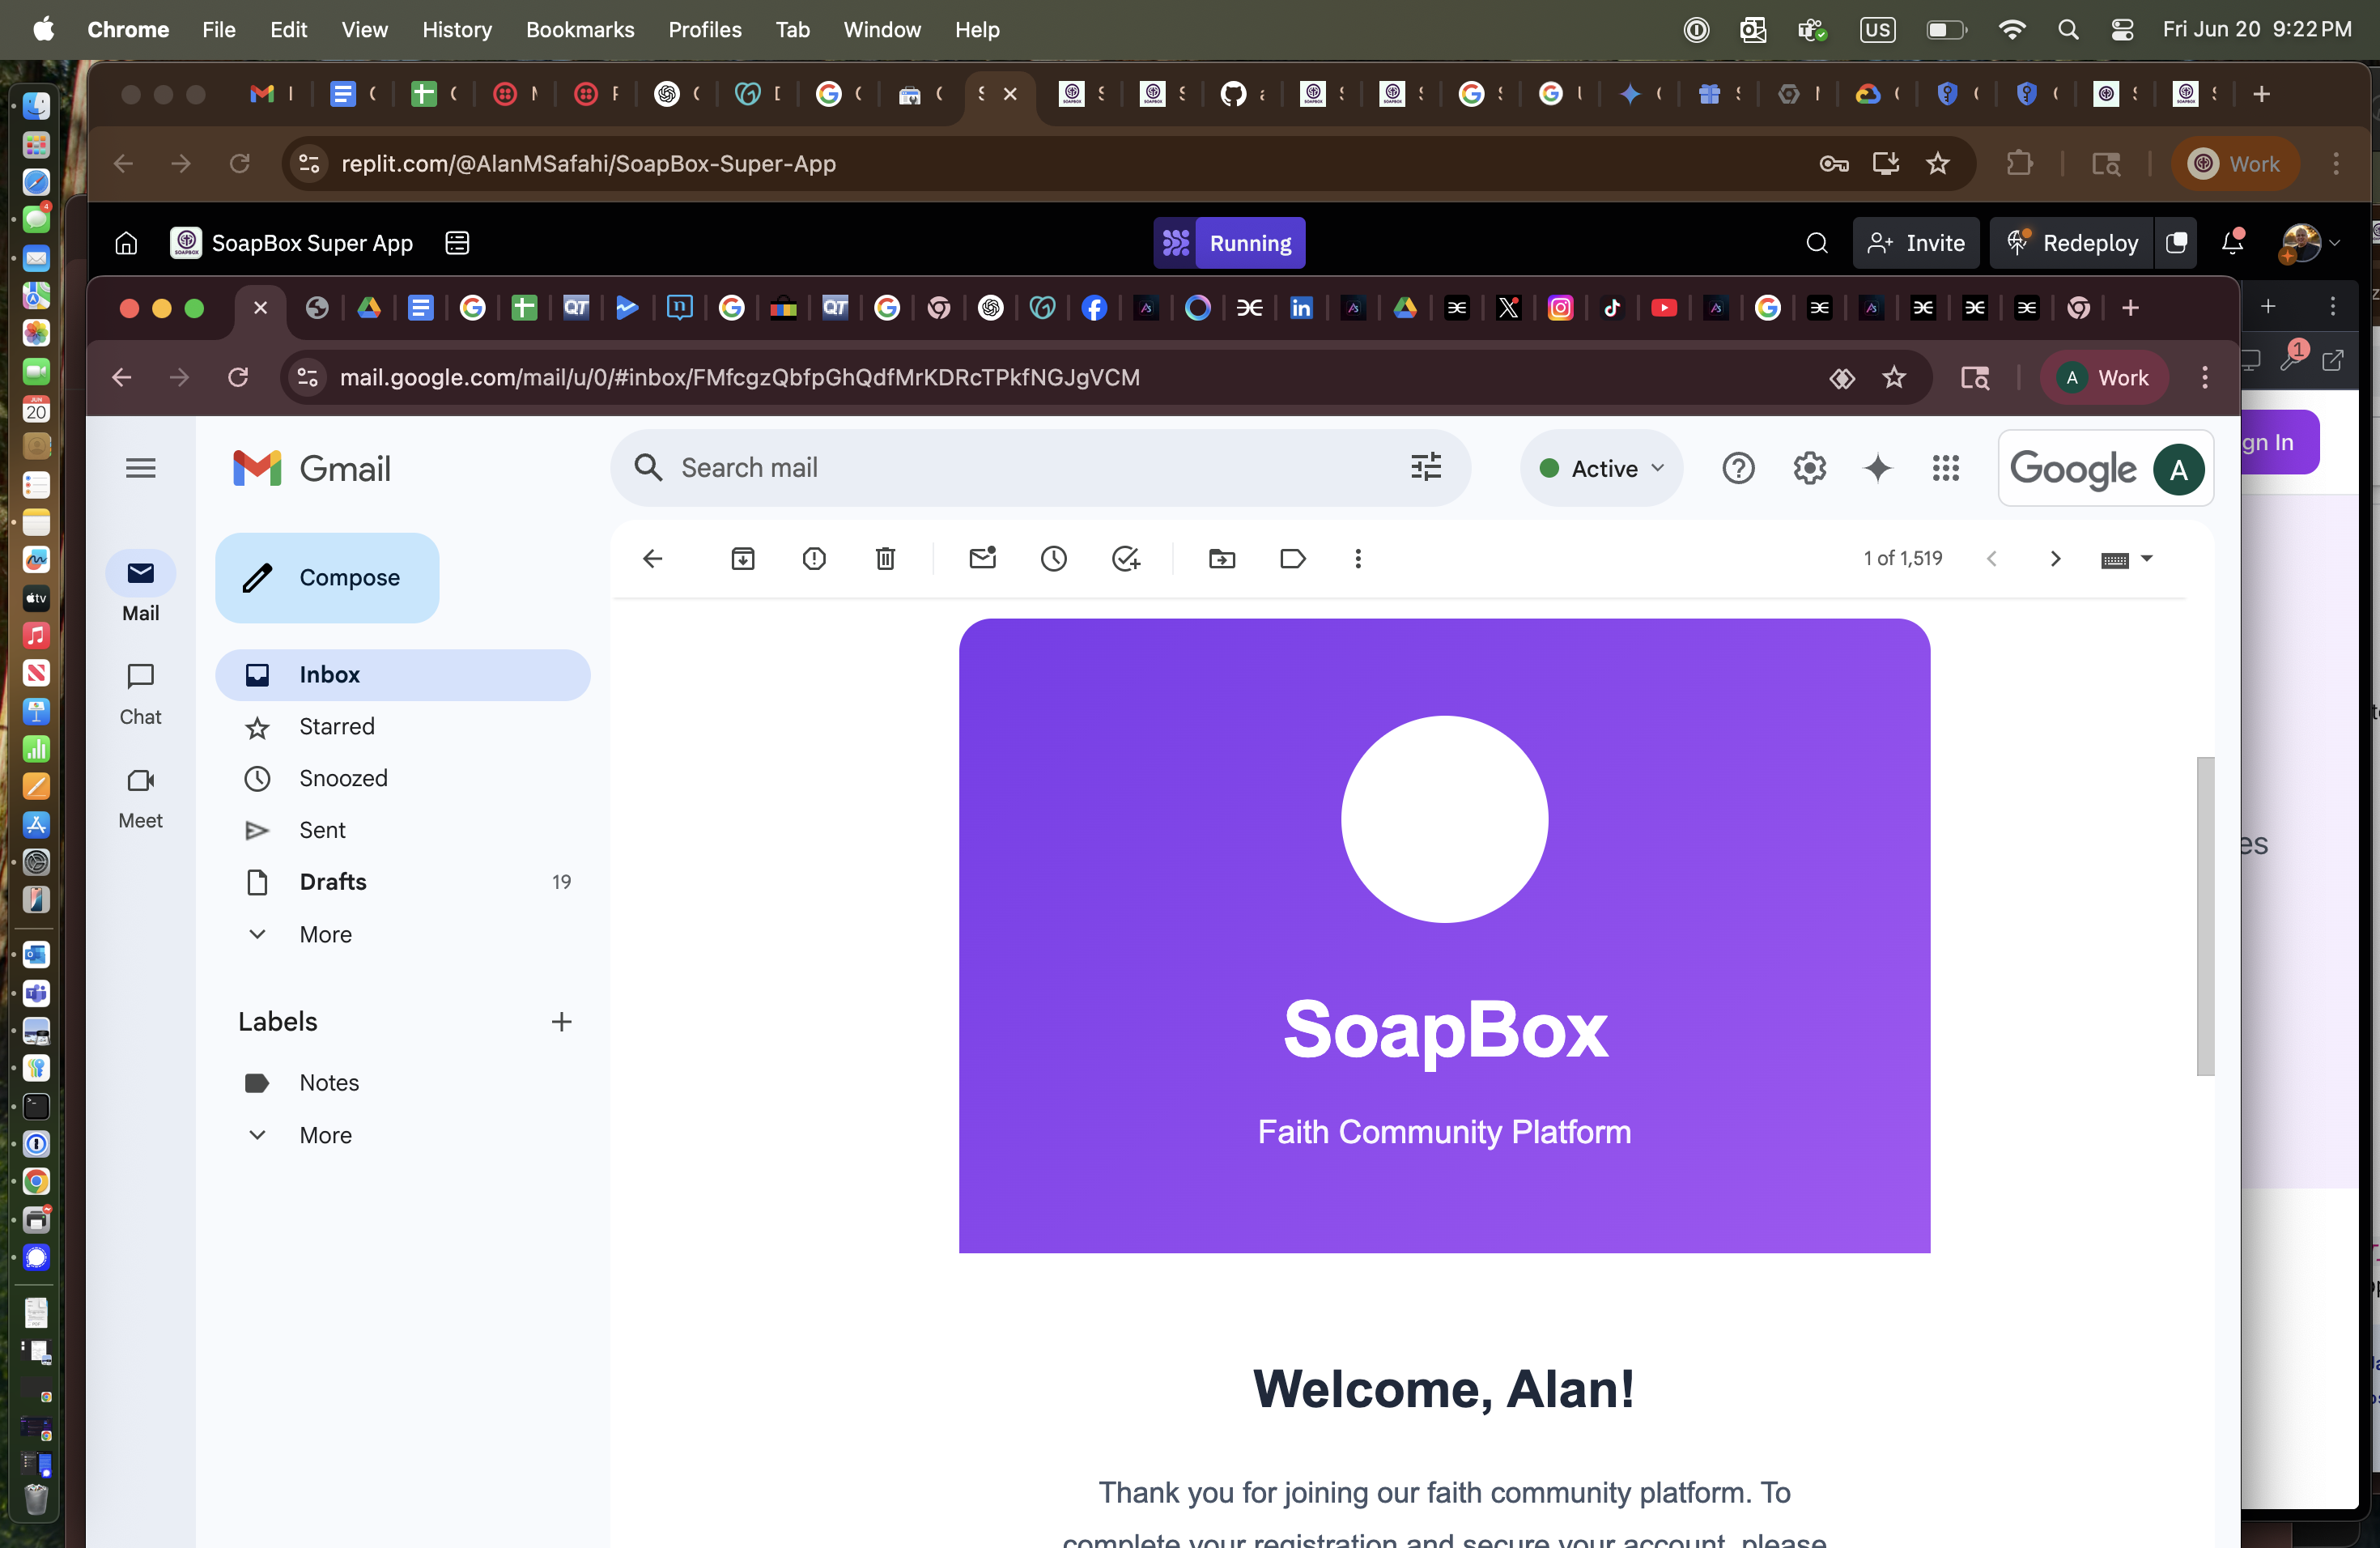 Chrome File Edit View History Bookmarks Profiles Tab Window Help US Fri Jun 20 9:22 PM
replit.com/@AlanMSafahi/SoapBox-Super-App Work
SoapBox Super App Running Invite Redeploy
mail.google.com/mail/u/0/#inbox/FMfcgzQbfpGhQdfMrKDRcTPkfNGJgVCM Work
Gmail Search mail Active Google A
gn In
Compose 1 of 1,519
Mail
Inbox
Starred
Chat
Snoozed
Meet
Sent
Drafts 19
More
Labels
Notes
More
SoapBox
Faith Community Platform
Welcome, Alan!
Thank you for joining our faith community platform. To
complete your registration and secure your account, please